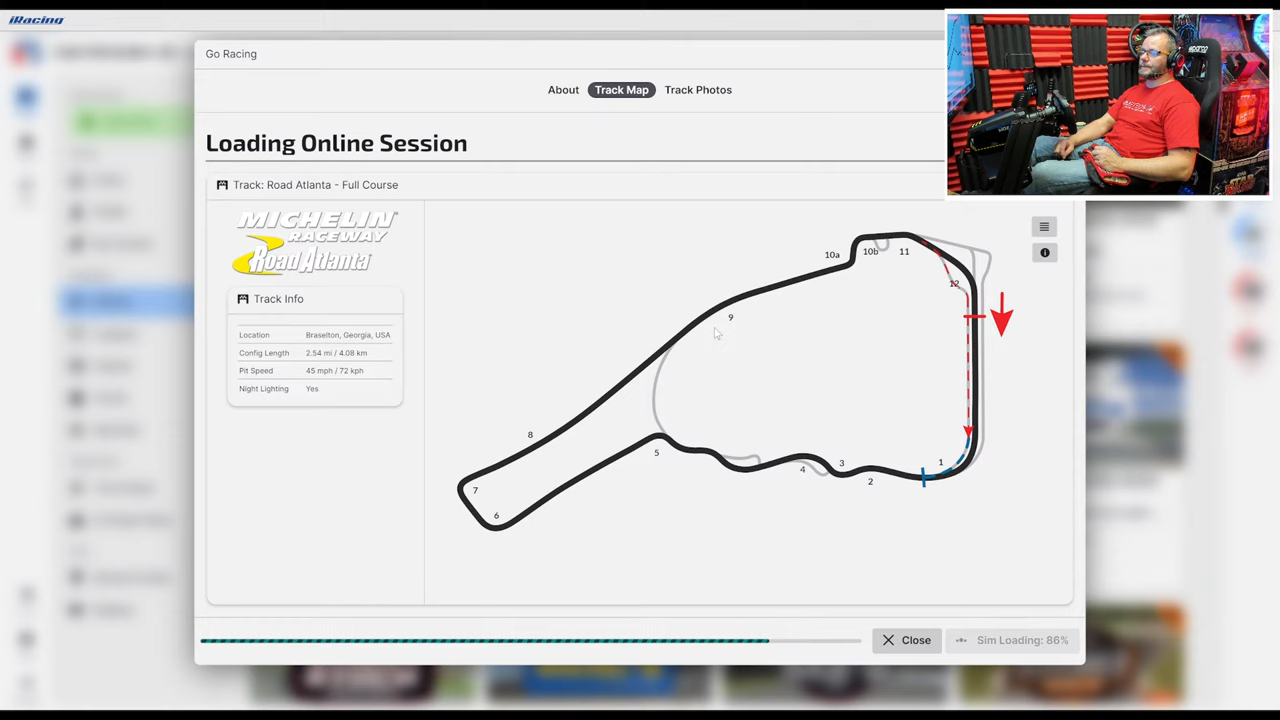 iRacing
Go Racing
About Track Map Track Photos
Loading Online Session
Track: Road Atlanta - Full Course
MICHELIN
RACEWAY
Road Atlanta
Track Info
Location Braselton, Georgia, USA
Config Length 2.54 mi / 4.08 km
Pit Speed 45 mph / 72 kph
Night Lighting Yes
10a
10b
11
12
9
8
7
6
5
4
3
2
1
Close
Sim Loading: 86%
sparco